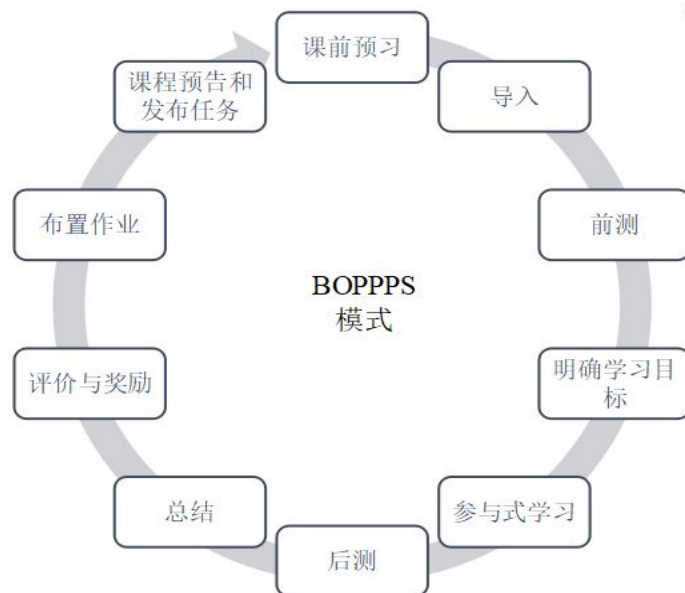 课前预习
导入
前测
明确学习目
标
参与式学习
后测
总结
评价与奖励
布置作业
课程预告和
发布任务
BOPPPS
模式